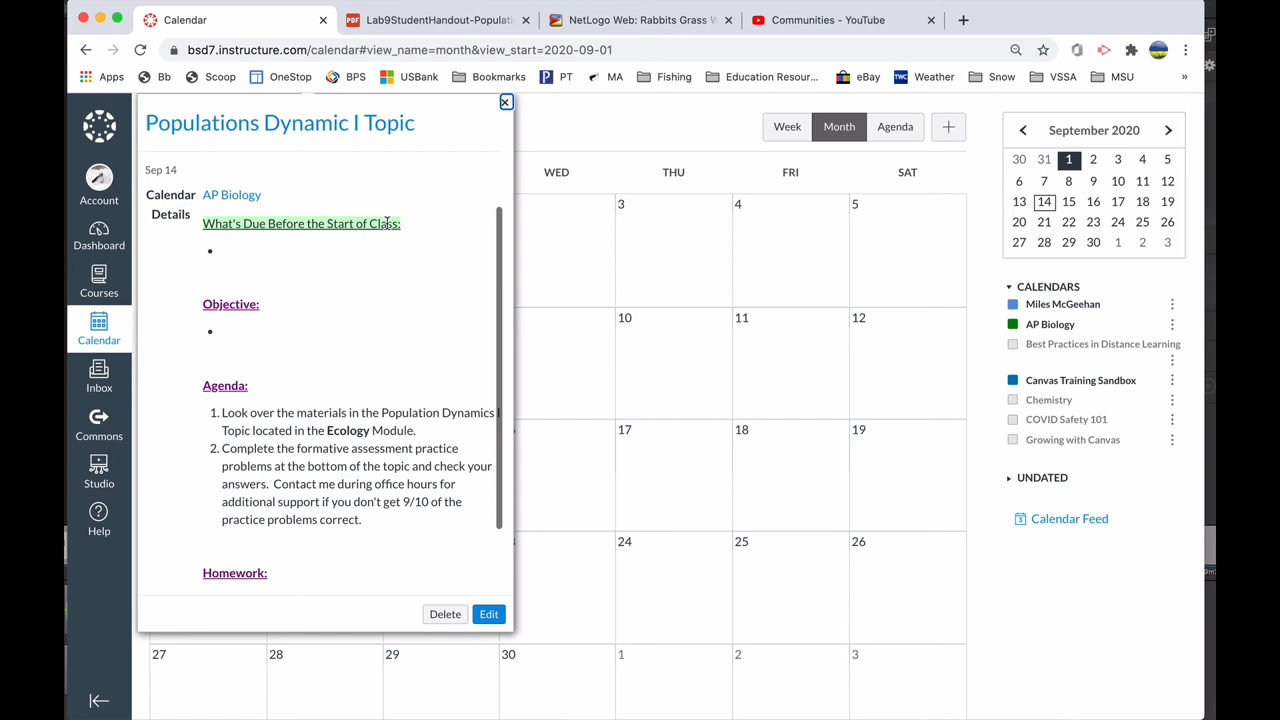 Calendar
Lab9StudentHandout-Populati
NetLogo Web: Rabbits Grass W
Communities - YouTube
bsd7.instructure.com/calendar#view_name=month&view_start=2020-09-01
Apps
Bb
Scoop
OneStop
BPS
USBank
Bookmarks
PT
MA
Fishing
Education Resour...
eBay
TWC
Weather
Snow
VSSA
MSU
»
Account
Dashboard
Courses
Calendar
Inbox
Commons
Studio
Help
Populations Dynamic I Topic
Sep 14
Calendar AP Biology
Details
What's Due Before the Start of Class:
Objective:
Agenda:
1. Look over the materials in the Population Dynamics I
Topic located in the Ecology Module.
2. Complete the formative assessment practice
problems at the bottom of the topic and check your
answers. Contact me during office hours for
additional support if you don't get 9/10 of the
practice problems correct.
Homework:
Delete
Edit
Week
Month
Agenda
WED THU FRI SAT
3 4 5
10 11 12
17 18 19
24 25 26
27 28 29 30 1 2 3
September 2020
30 31 1 2 3 4 5
6 7 8 9 10 11 12
13 14 15 16 17 18 19
20 21 22 23 24 25 26
27 28 29 30 1 2 3
CALENDARS
Miles McGeehan
AP Biology
Best Practices in Distance Learning
Canvas Training Sandbox
Chemistry
COVID Safety 101
Growing with Canvas
UNDATED
Calendar Feed